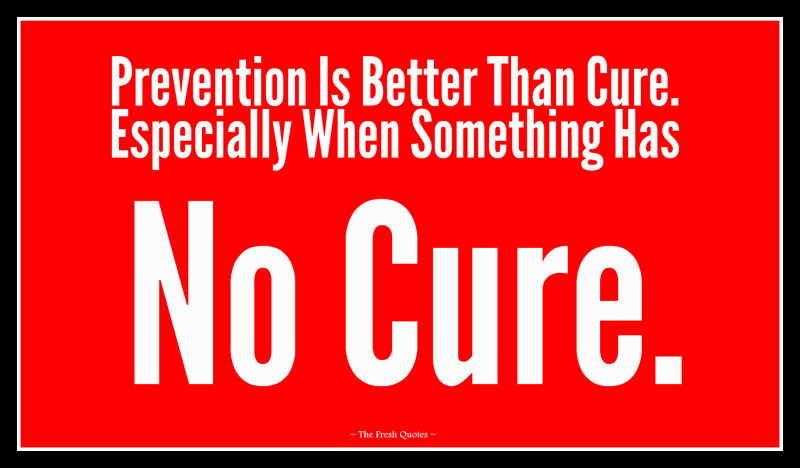 Prevention Is Better Than Cure.
Especially When Something Has
No Cure.
~ The Fresh Quotes ~